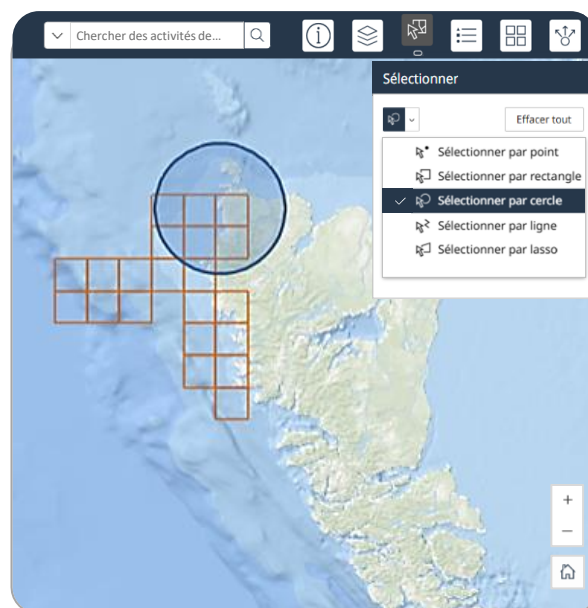 Chercher des activités de...
Sélectionner
Effacer tout
Sélectionner par point
Sélectionner par rectangle
Sélectionner par cercle
Sélectionner par ligne
Sélectionner par lasso